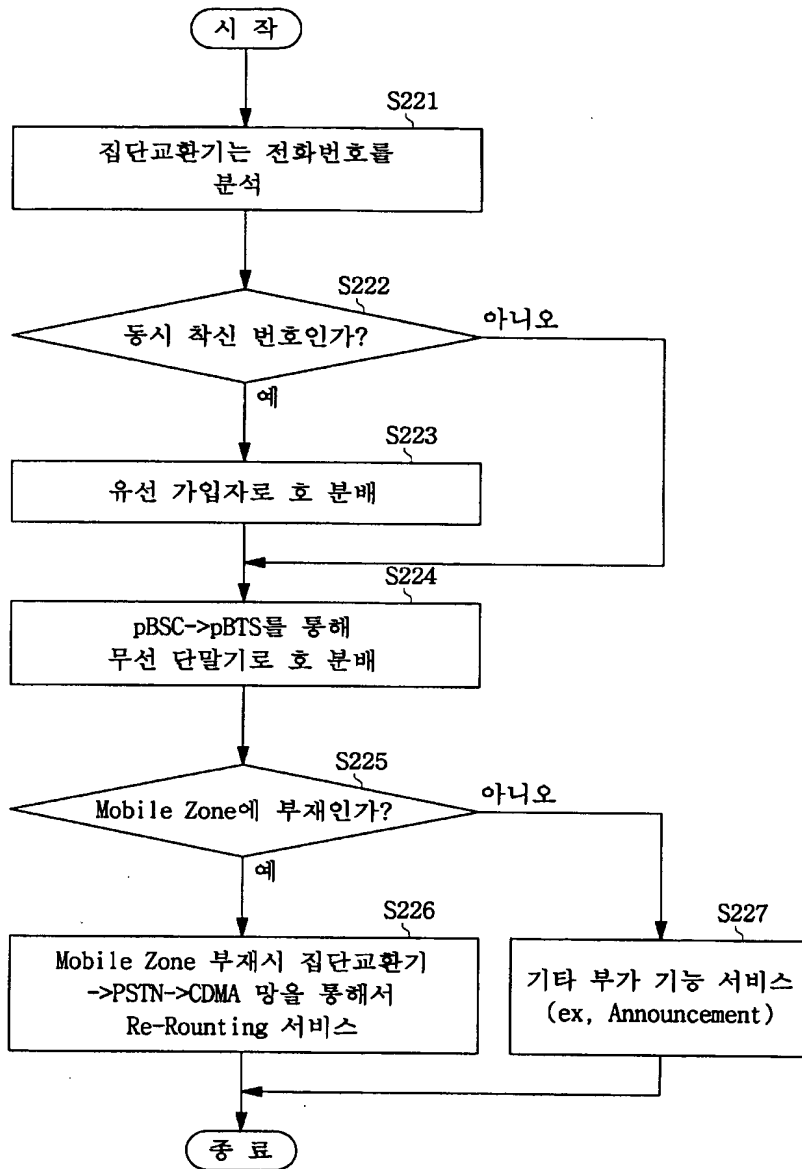 시 작
S221
집단교환기는 전화번호를
분석
S222
동시 착신 번호인가?
아니오
예
S223
유선 가입자로 호 분배
S224
pBSC->pBTS를 통해
무선 단말기로 호 분배
S225
Mobile Zone에 부재인가?
아니오
예
S226
Mobile Zone 부재시 집단교환기
->PSTN->CDMA 망을 통해서
Re-Rounting 서비스
S227
기타 부가 기능 서비스
(ex, Announcement)
종 료